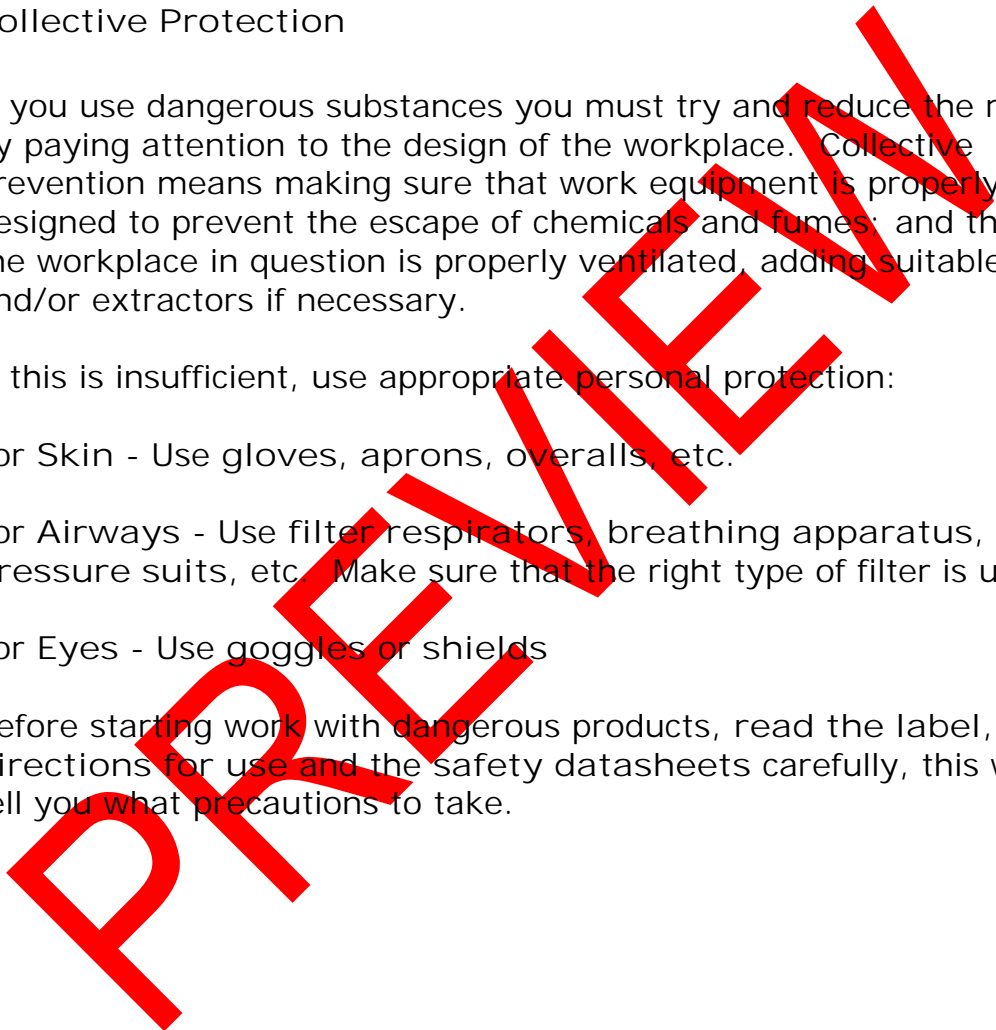 ollective Protection
you use dangerous substances you must try and reduce the r
y paying attention to the design of the workplace.  Collective
revention means making sure that work equipment is properly
esigned to prevent the escape of chemicals and fumes; and th
he workplace in question is properly ventilated, adding suitable
nd/or extractors if necessary.
this is insufficient, use appropriate personal protection:
or Skin - Use gloves, aprons, overalls, etc.
or Airways - Use filter respirators, breathing apparatus,
ressure suits, etc.  Make sure that the right type of filter is u
or Eyes - Use goggles or shields
efore starting work with dangerous products, read the label,
irections for use and the safety datasheets carefully, this w
ell you what precautions to take.
PREVIEW